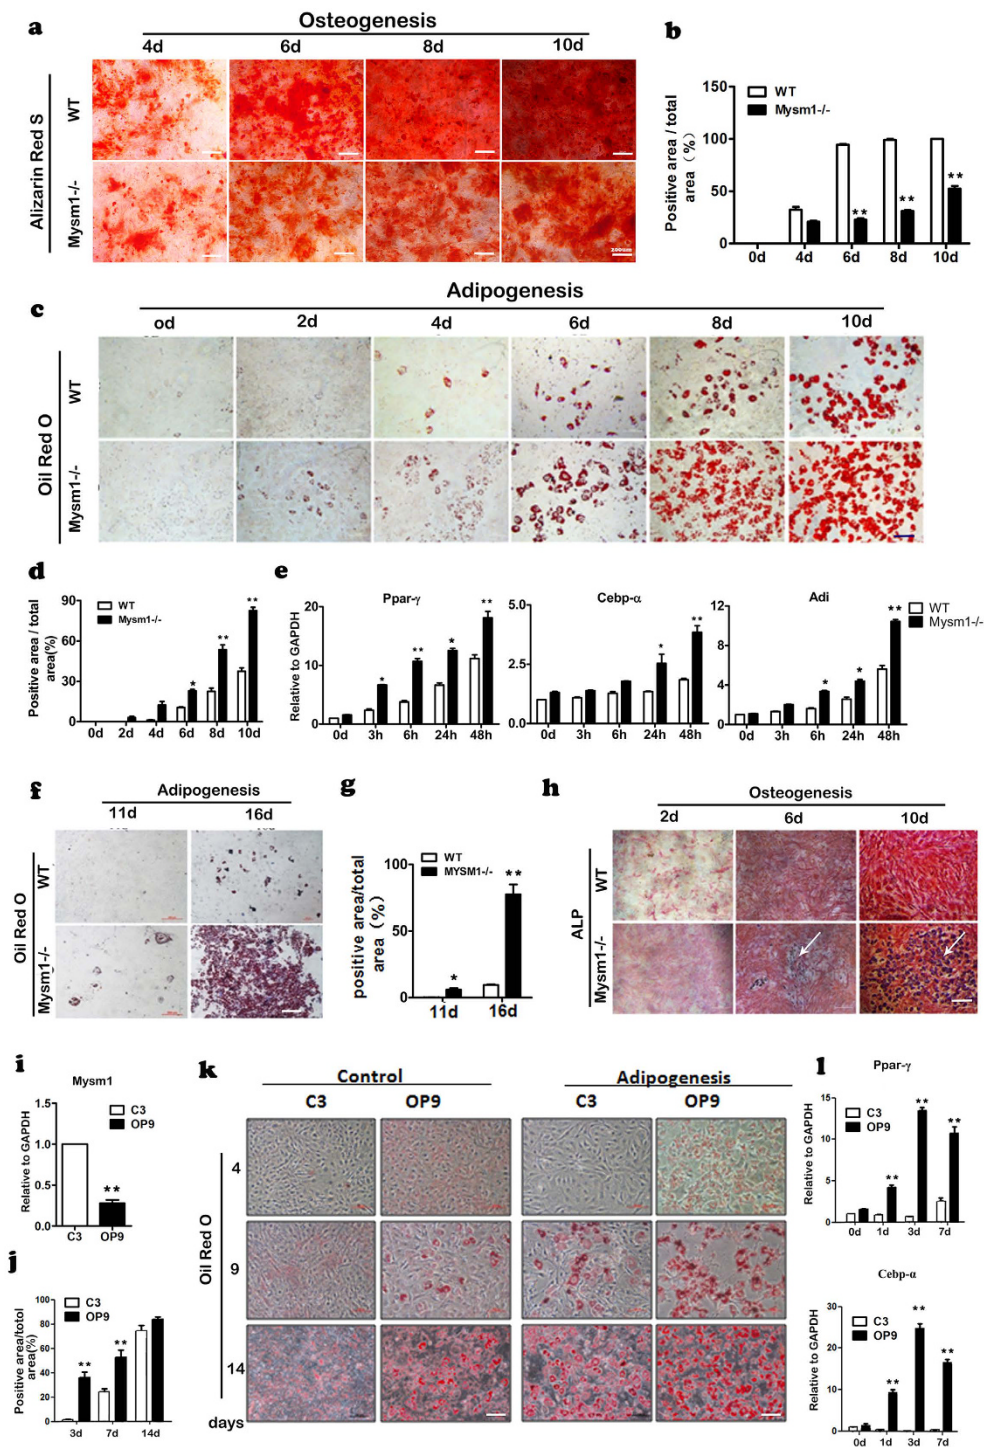 a
Osteogenesis
4d 6d 8d 10d
Alizarin Red S
WT
Mysm1-/-
b
WT
Mysm1-/-
Positive area / total
area (%)
150
100
50
0
** ** **
0d 4d 6d 8d 10d
c
Adipogenesis
od 2d 4d 6d 8d 10d
Oil Red O
WT
Mysm1-/-
d
WT
Mysm1-/-
Positive area / total
area(%)
90
60
30
0
* ** **
0d 2d 4d 6d 8d 10d
e
Ppar-γ
Relative to GAPDH
20
15
10
5
0
* ** * **
0d 3h 6h 24h 48h
Cebp-α
5.0
2.5
0.0
* **
0d 3h 6h 24h 48h
Adi
WT
Mysm1-/-
12
8
4
0
* * **
0d 3h 6h 24h 48h
f
Adipogenesis
11d 16d
Oil Red O
WT
Mysm1-/-
g
WT
MYSM1-/-
positive area/total
area (%)
100
50
0
* **
11d 16d
h
Osteogenesis
2d 6d 10d
ALP
WT
Mysm1-/-
i
Mysm1
C3
OP9
Relative to GAPDH
1.5
1.0
0.5
0.0
**
C3 OP9
j
C3
OP9
Positive area/totol
area(%)
100
80
60
40
20
0
** **
3d 7d 14d
k
Control Adipogenesis
C3 OP9 C3 OP9
Oil Red O
4
9
14
days
l
Ppar-γ
C3
OP9
Relative to GAPDH
15
10
5
0
** ** **
0d 1d 3d 7d
Cebp-α
C3
OP9
Relative to GAPDH
30
20
10
0
** ** **
0d 1d 3d 7d